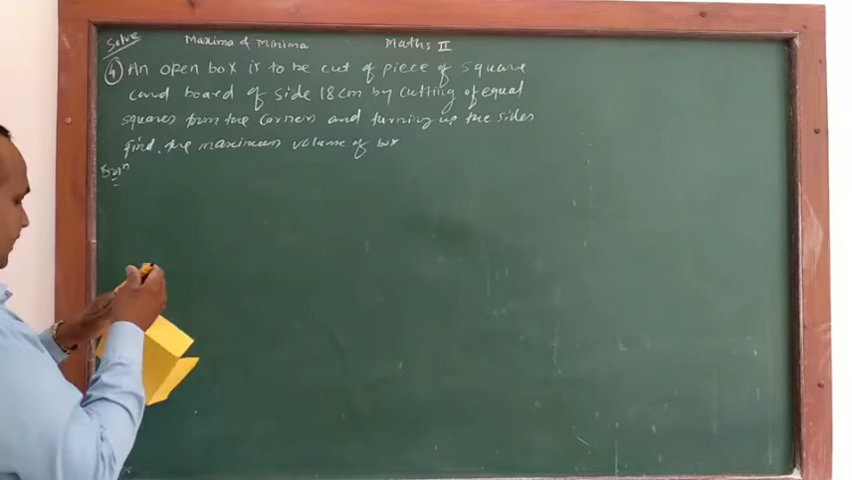 Solve Maxima & Minima Maths II
(4) An open box is to be cut of piece of square
card board of side 18cm by cutting of equal
squares from the corners and turning up the sides
find. the maximum volume of box
Solⁿ